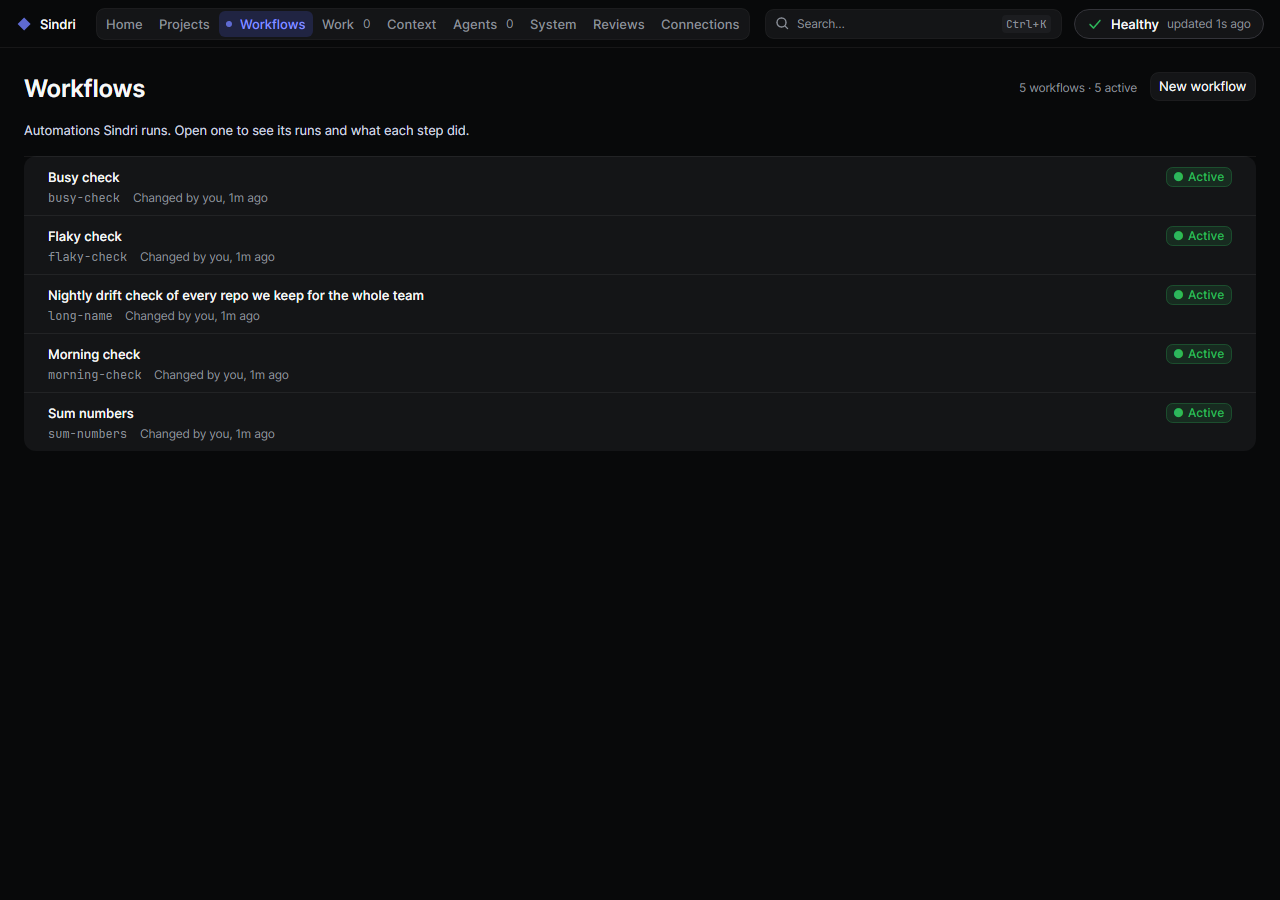 Sindri Home Projects Workflows Work 0 Context Agents 0 System Reviews Connections Search... Ctrl+K Healthy updated 1s ago
Workflows 5 workflows · 5 active New workflow
Automations Sindri runs. Open one to see its runs and what each step did.
Busy check Active
busy-check Changed by you, 1m ago
Flaky check Active
flaky-check Changed by you, 1m ago
Nightly drift check of every repo we keep for the whole team Active
long-name Changed by you, 1m ago
Morning check Active
morning-check Changed by you, 1m ago
Sum numbers Active
sum-numbers Changed by you, 1m ago